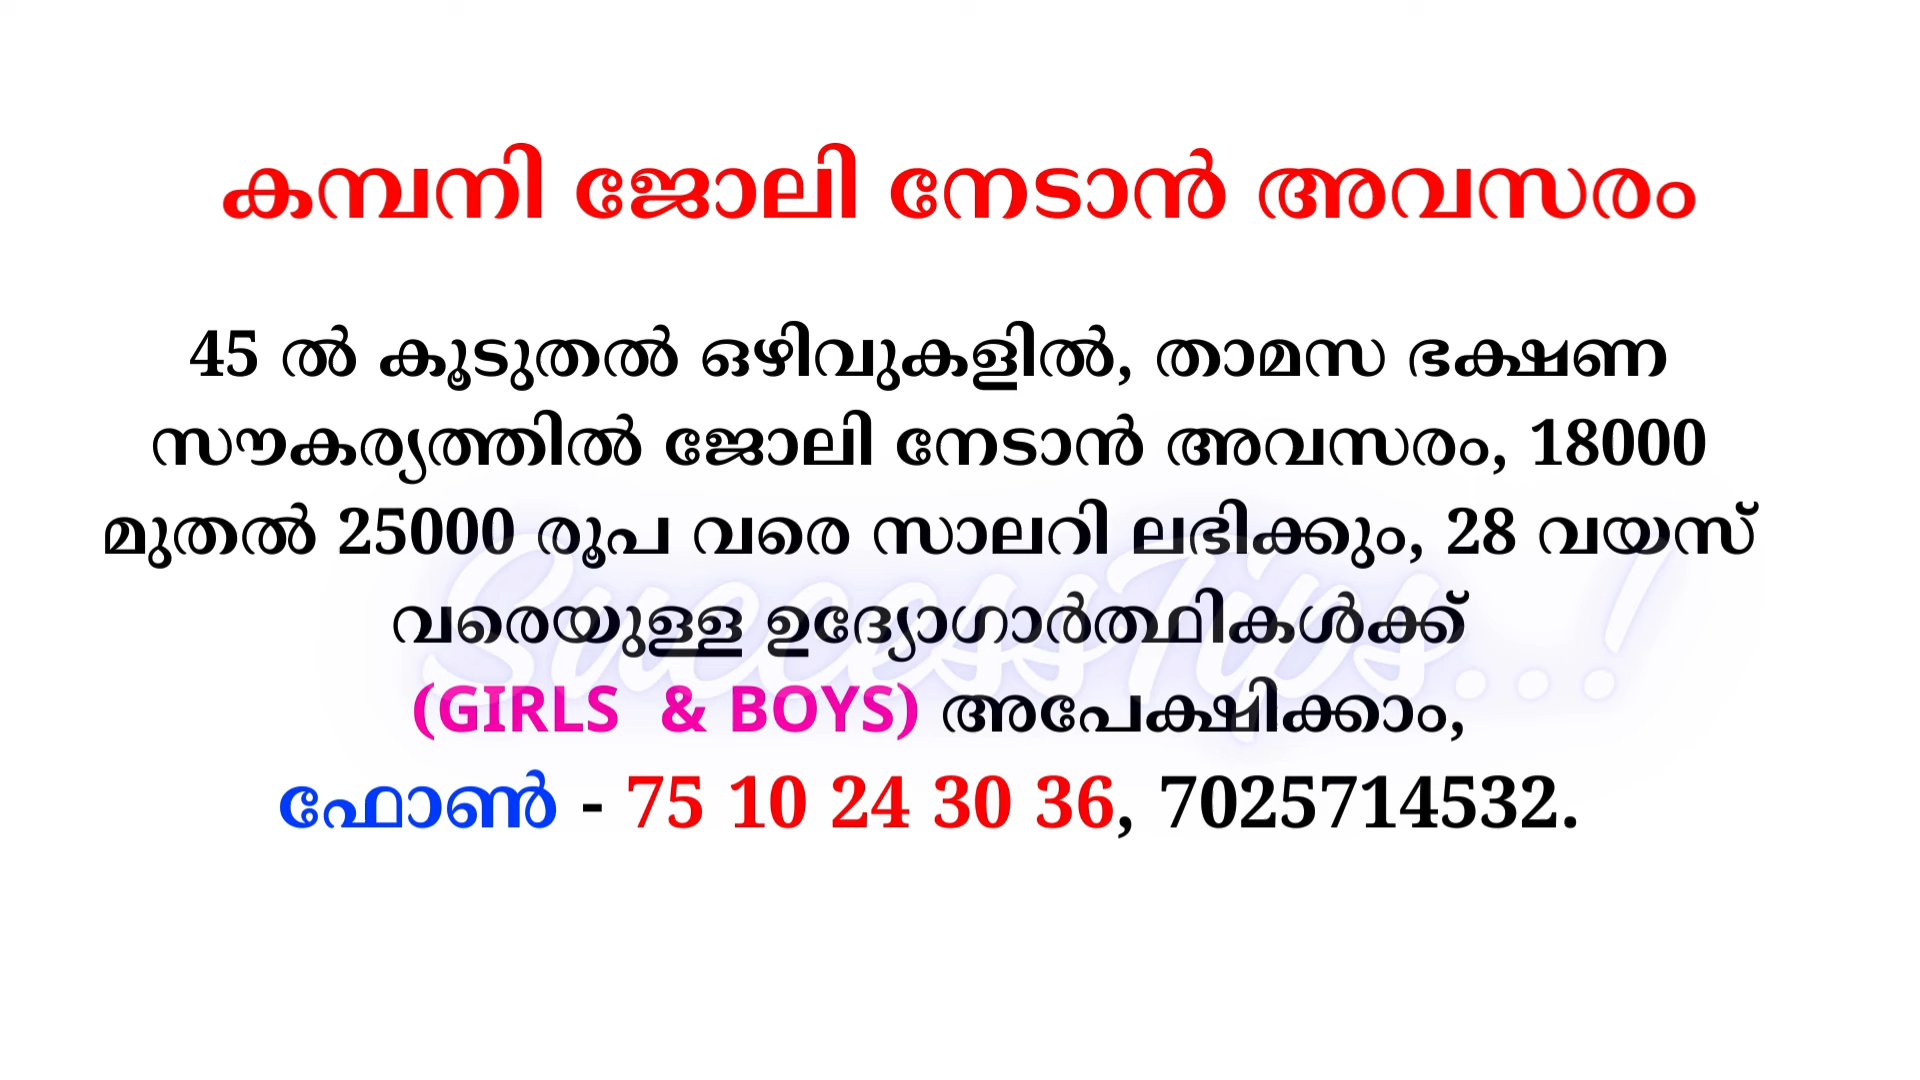 കമ്പനി ജോലി നേടാൻ അവസരം
45 ൽ കൂടുതൽ ഒഴിവുകളിൽ, താമസ ഭക്ഷണ
സൗകര്യത്തിൽ ജോലി നേടാൻ അവസരം, 18000
മുതൽ 25000 രൂപ വരെ സാലറി ലഭിക്കും, 28 വയസ്
വരെയുള്ള ഉദ്യോഗാർത്ഥികൾക്ക്
(GIRLS & BOYS) അപേക്ഷിക്കാം,
ഫോൺ - 75 10 24 30 36, 7025714532.
SuccessTips...!